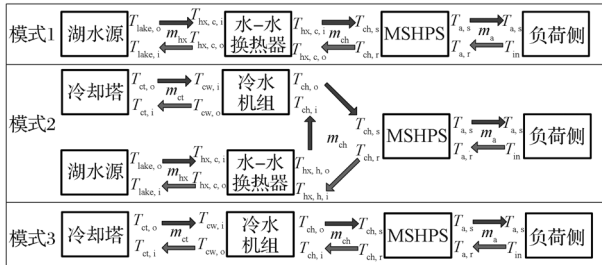 模式1
湖水源
T_lake, o m_hx T_hx, c, i
T_lake, i T_hx, c, o
水-水
换热器
T_hx, c, i m_ch T_ch, s
T_hx, c, o T_ch, r
MSHPS
T_a, s m_a T_a, s
T_a, r T_in
负荷侧
模式2
冷却塔
T_ct, o m_ct T_cw, i
T_ct, i T_cw, o
冷水
机组
T_ch, o
T_ch, i
湖水源
T_lake, o m_hx T_hx, c, i
T_lake, i T_hx, c, o
水-水
换热器
T_hx, h, o
T_hx, h, i
m_ch
T_ch, s
T_ch, r
MSHPS
T_a, s m_a T_a, s
T_a, r T_in
负荷侧
模式3
冷却塔
T_ct, o m_ct T_cw, i
T_ct, i T_cw, o
冷水
机组
T_ch, o m_ch T_ch, s
T_ch, i T_ch, r
MSHPS
T_a, s m_a T_a, s
T_a, r T_in
负荷侧